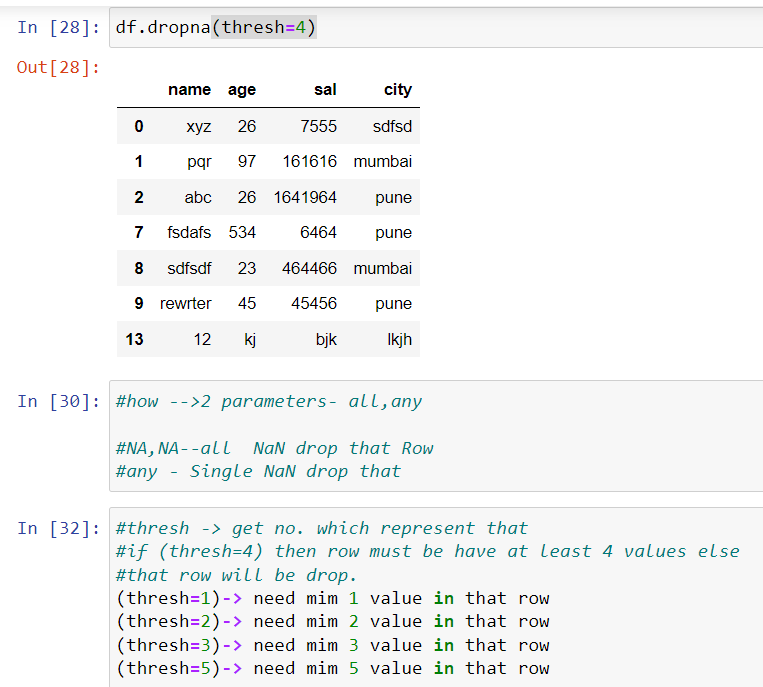 In [28]: df.dropna(thresh=4)
Out[28]:
name age sal city
0 xyz 26 7555 sdfsd
1 pqr 97 161616 mumbai
2 abc 26 1641964 pune
7 fsdafs 534 6464 pune
8 sdfsdf 23 464466 mumbai
9 rewrter 45 45456 pune
13 12 kj bjk lkjh
In [30]: #how -->2 parameters- all,any
#NA,NA--all  NaN drop that Row
#any - Single NaN drop that
In [32]: #thresh -> get no. which represent that
#if (thresh=4) then row must be have at least 4 values else
#that row will be drop.
(thresh=1)-> need mim 1 value in that row
(thresh=2)-> need mim 2 value in that row
(thresh=3)-> need mim 3 value in that row
(thresh=5)-> need mim 5 value in that row